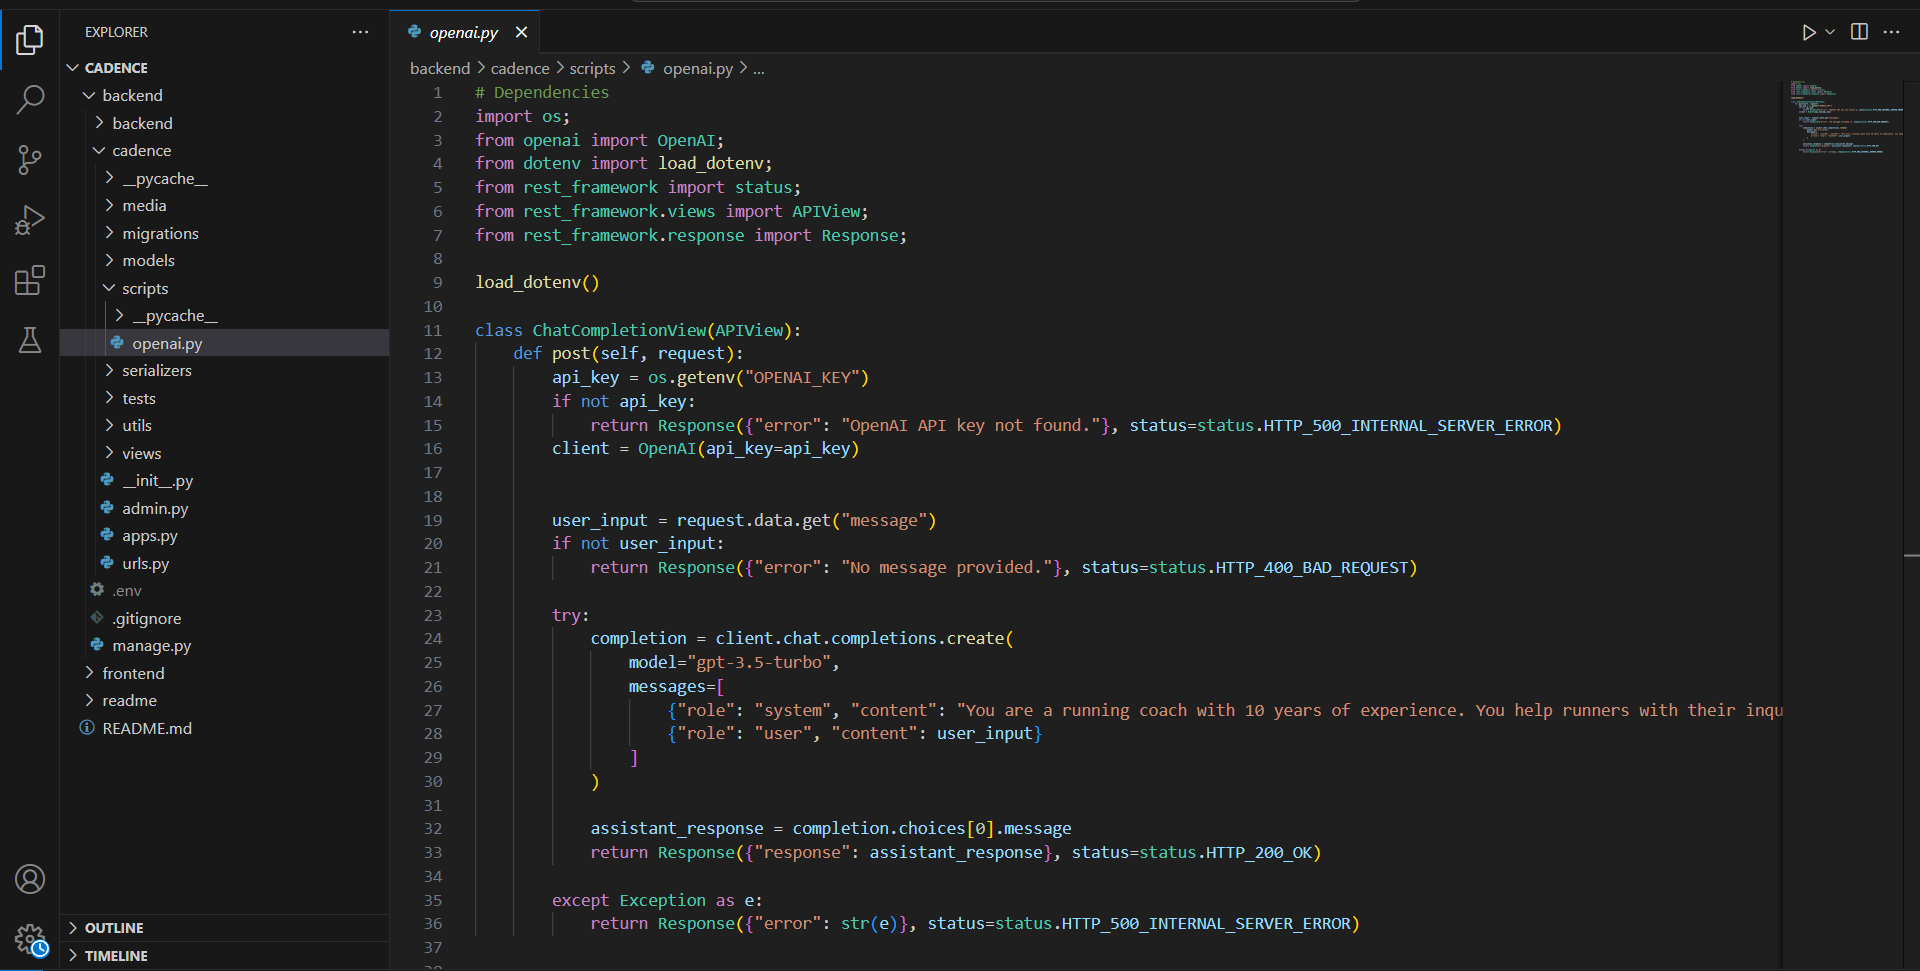 EXPLORER
CADENCE
backend
backend
cadence
__pycache__
media
migrations
models
scripts
__pycache__
openai.py
serializers
tests
utils
views
__init__.py
admin.py
apps.py
urls.py
.env
.gitignore
manage.py
frontend
readme
README.md
OUTLINE
TIMELINE
openai.py
backend > cadence > scripts > openai.py > ...
1 # Dependencies
2 import os;
3 from openai import OpenAI;
4 from dotenv import load_dotenv;
5 from rest_framework import status;
6 from rest_framework.views import APIView;
7 from rest_framework.response import Response;
8
9 load_dotenv()
10
11 class ChatCompletionView(APIView):
12     def post(self, request):
13         api_key = os.getenv("OPENAI_KEY")
14         if not api_key:
15             return Response({"error": "OpenAI API key not found."}, status=status.HTTP_500_INTERNAL_SERVER_ERROR)
16         client = OpenAI(api_key=api_key)
17
18
19         user_input = request.data.get("message")
20         if not user_input:
21             return Response({"error": "No message provided."}, status=status.HTTP_400_BAD_REQUEST)
22
23         try:
24             completion = client.chat.completions.create(
25                 model="gpt-3.5-turbo",
26                 messages=[
27                     {"role": "system", "content": "You are a running coach with 10 years of experience. You help runners with their inqu
28                     {"role": "user", "content": user_input}
29                 ]
30             )
31
32             assistant_response = completion.choices[0].message
33             return Response({"response": assistant_response}, status=status.HTTP_200_OK)
34
35         except Exception as e:
36             return Response({"error": str(e)}, status=status.HTTP_500_INTERNAL_SERVER_ERROR)
37